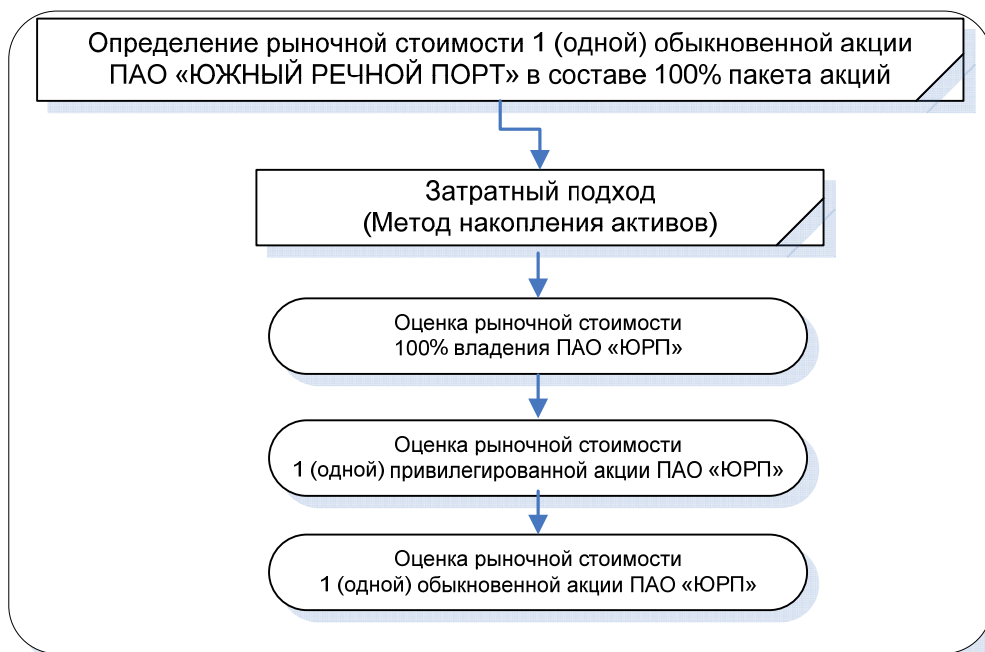 Определение рыночной стоимости 1 (одной) обыкновенной акции
ПАО «ЮЖНЫЙ РЕЧНОЙ ПОРТ» в составе 100% пакета акций
Затратный подход
(Метод накопления активов)
Оценка рыночной стоимости
100% владения ПАО «ЮРП»
Оценка рыночной стоимости
1 (одной) привилегированной акции ПАО «ЮРП»
Оценка рыночной стоимости
1 (одной) обыкновенной акции ПАО «ЮРП»